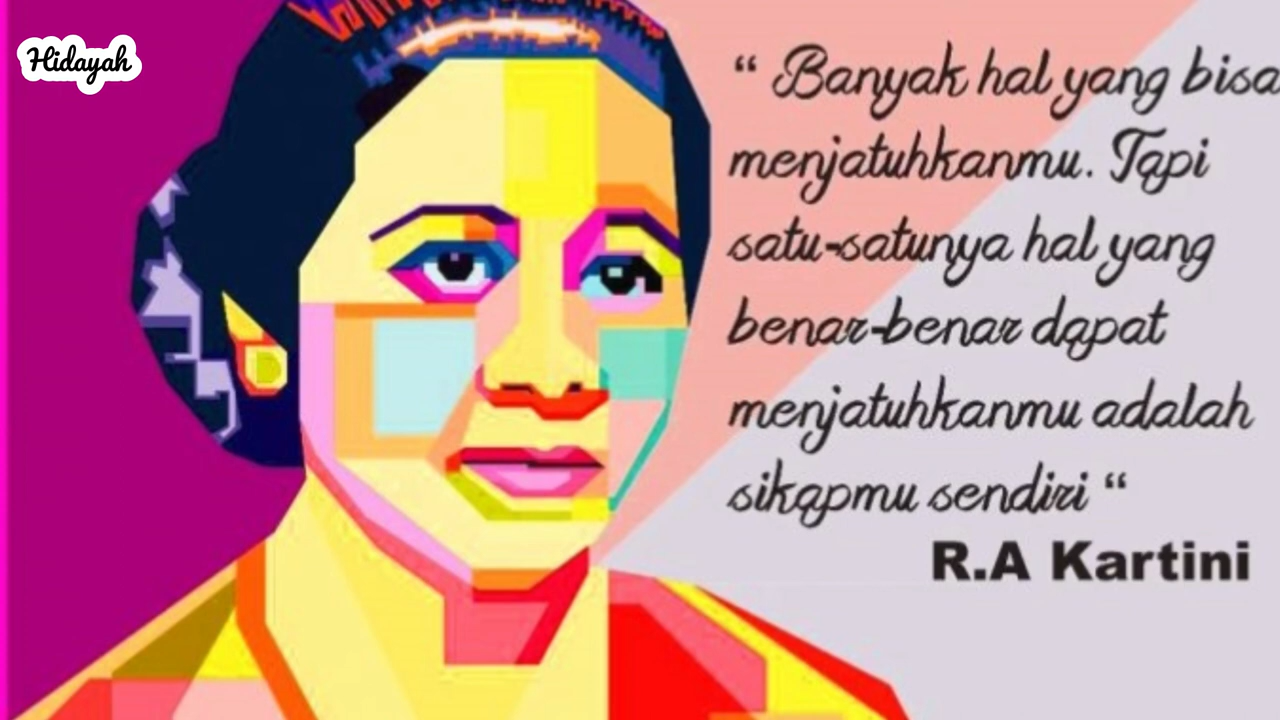 Hidayah
“ Banyak hal yang bisa
menjatuhkanmu. Tapi
satu-satunya hal yang
benar-benar dapat
menjatuhkanmu adalah
sikapmu sendiri “
R.A Kartini